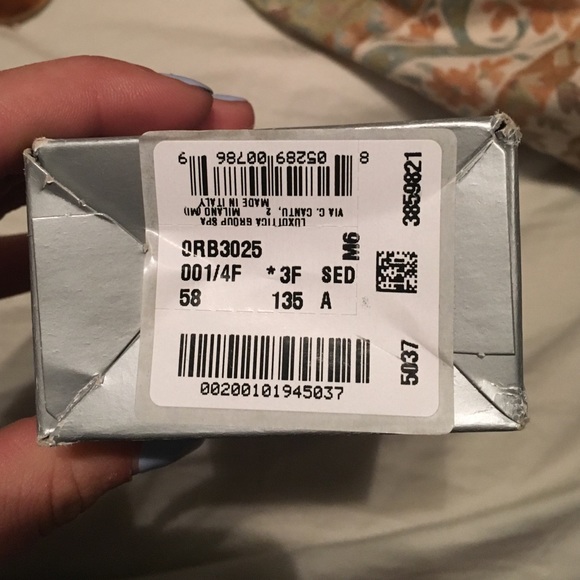 8 05289 00786 9
LUXOTTICA GROUP SPA
VIA C. CANTU, 2 MILANO (MI)
MADE IN ITALY
0RB3025
001/4F *3F SED
58 135 A
M6
3859821
5037
00200101945037